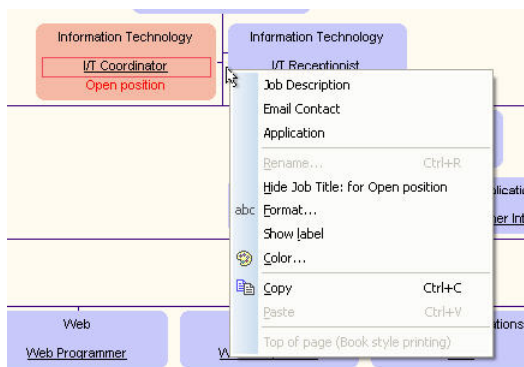 Information Technology
I/T Coordinator
Open position
Information Technology
I/T Receptionist
Job Description
Email Contact
Application
Rename... Ctrl+R
Hide Job Title: for Open position
abc Format...
Show label
Color...
Copy Ctrl+C
Paste Ctrl+V
Top of page (Book style printing)
Web
Web Programmer